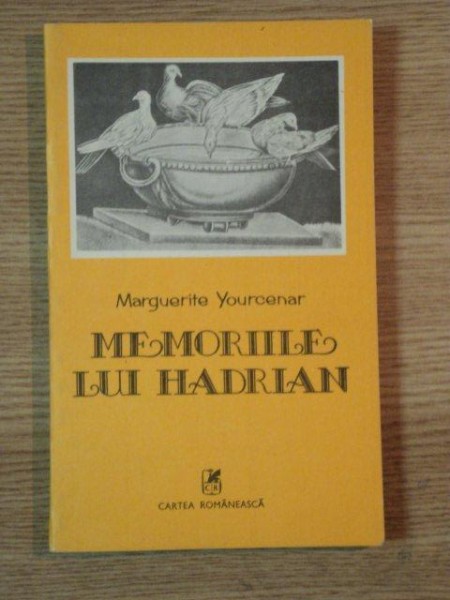 Marguerite Yourcenar
MEMORIILE
LUI HADRIAN
CR
CARTEA ROMÂNEASCĂ